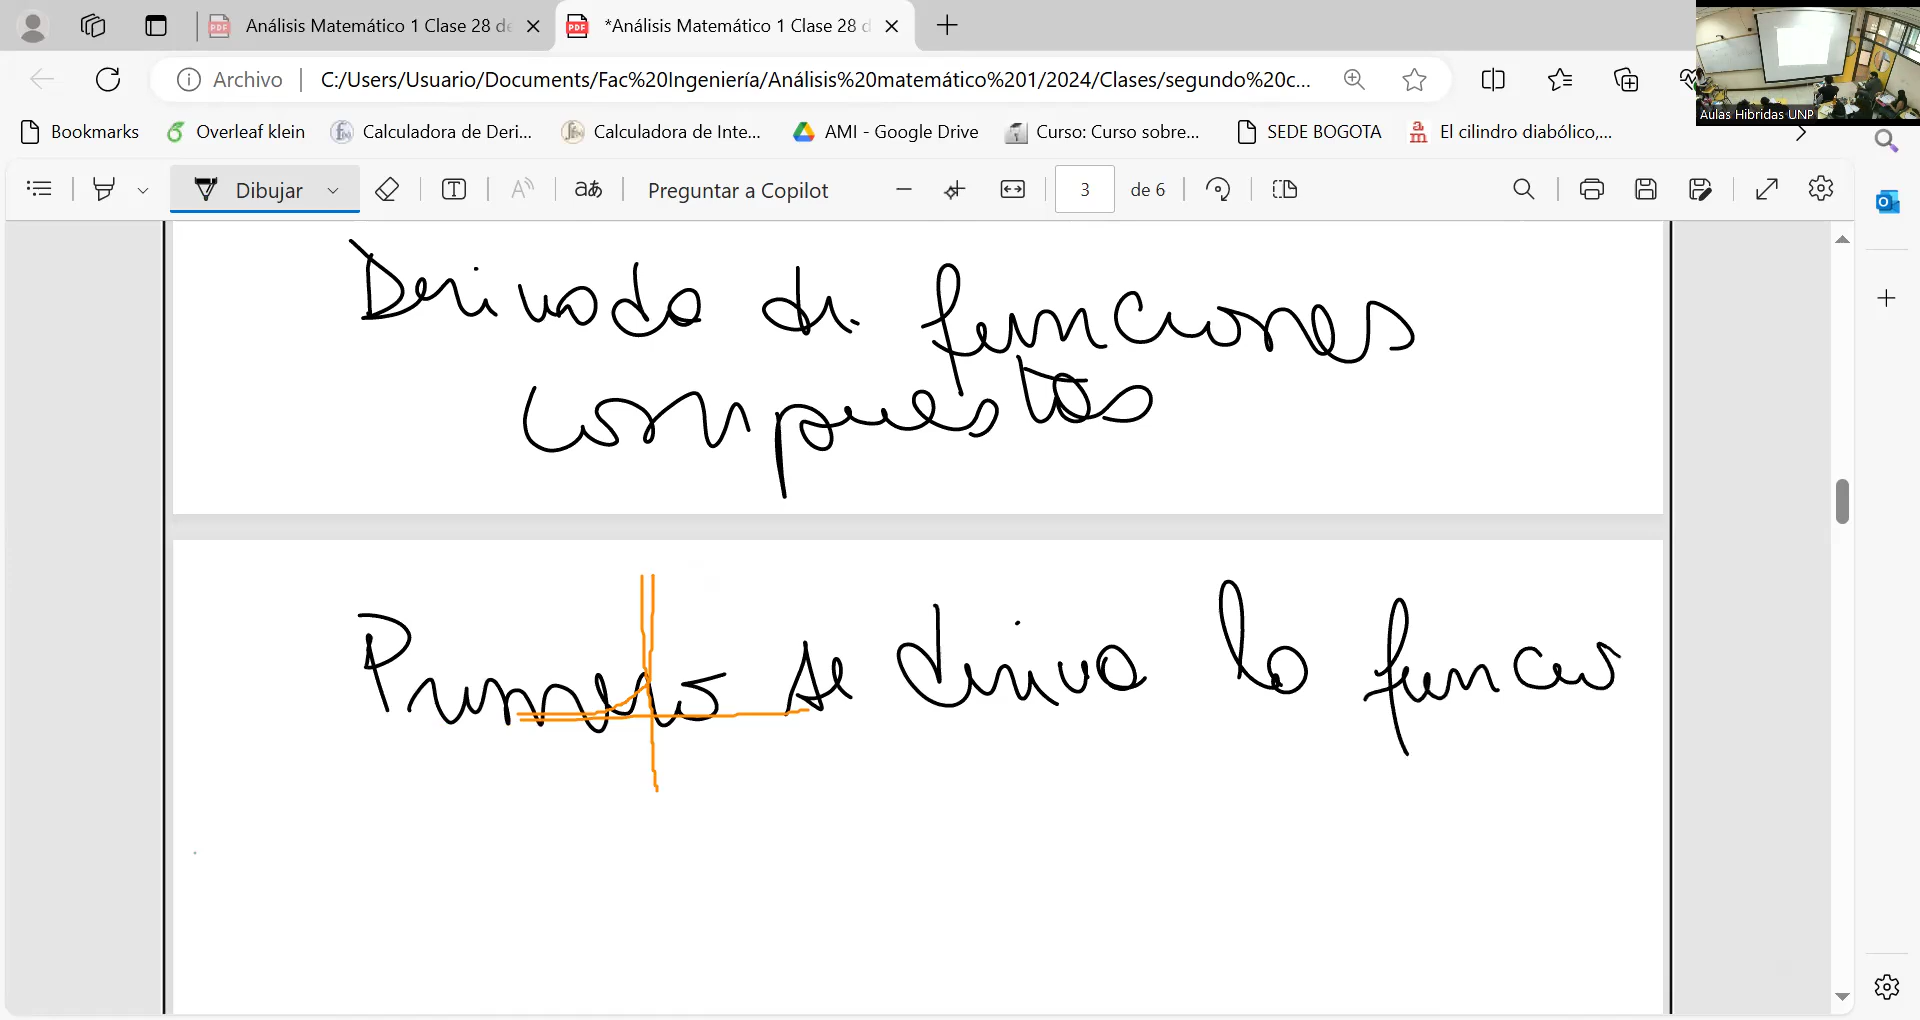 Análisis Matemático 1 Clase 28 de
*Análisis Matemático 1 Clase 28 d
Archivo
C:/Users/Usuario/Documents/Fac%20Ingeniería/Análisis%20matemático%201/2024/Clases/segundo%20c...
Aulas Hibridas UNP
Bookmarks
Overleaf klein
Calculadora de Deri...
Calculadora de Inte...
AMI - Google Drive
Curso: Curso sobre...
SEDE BOGOTA
El cilindro diabólico,...
Dibujar
Preguntar a Copilot
3 de 6
Derivada de funciones
compuestas
Primero se deriva la funcion